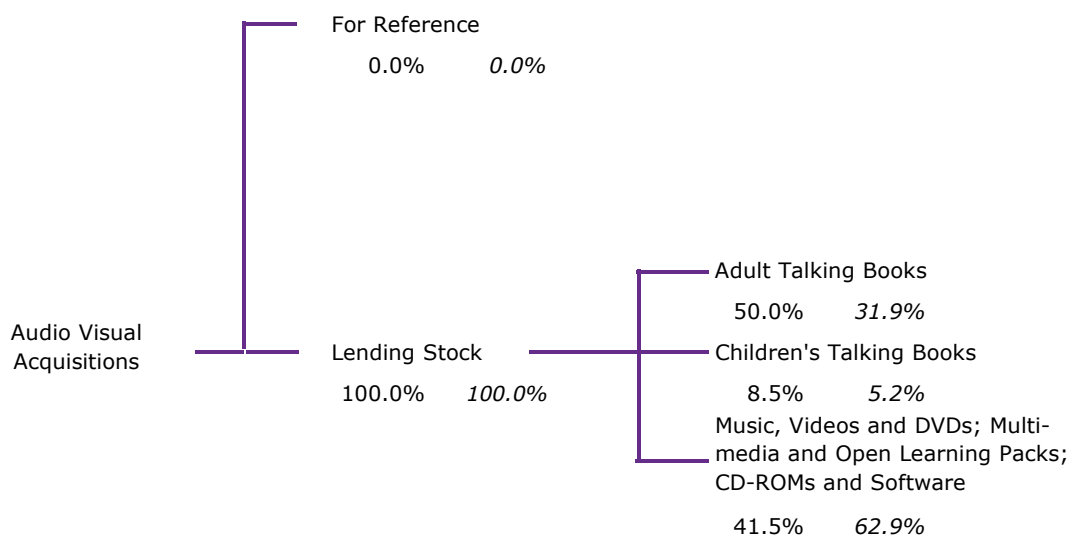 For Reference
0.0% 0.0%
Adult Talking Books
50.0% 31.9%
Audio Visual
Acquisitions
Lending Stock
100.0% 100.0%
Children's Talking Books
8.5% 5.2%
Music, Videos and DVDs; Multi-
media and Open Learning Packs;
CD-ROMs and Software
41.5% 62.9%